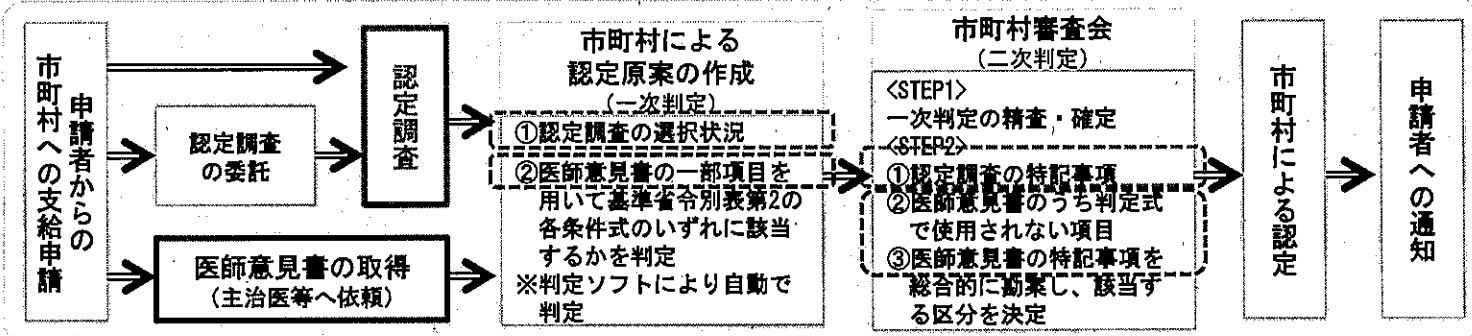 申請者からの
市町村への支給申請
認定調査
の委託
認定調査
医師意見書の取得
(主治医等へ依頼)
市町村による
認定原案の作成
(一次判定)
①認定調査の選択状況
②医師意見書の一部項目を
用いて基準省令別表第2の
各条件式のいずれに該当
するかを判定
※判定ソフトにより自動で
判定
市町村審査会
(二次判定)
<STEP1>
一次判定の精査・確定
<STEP2>
①認定調査の特記事項
②医師意見書のうち判定式
で使用されない項目
③医師意見書の特記事項を
総合的に勘案し、該当す
る区分を決定
市町村による認定
申請者への通知